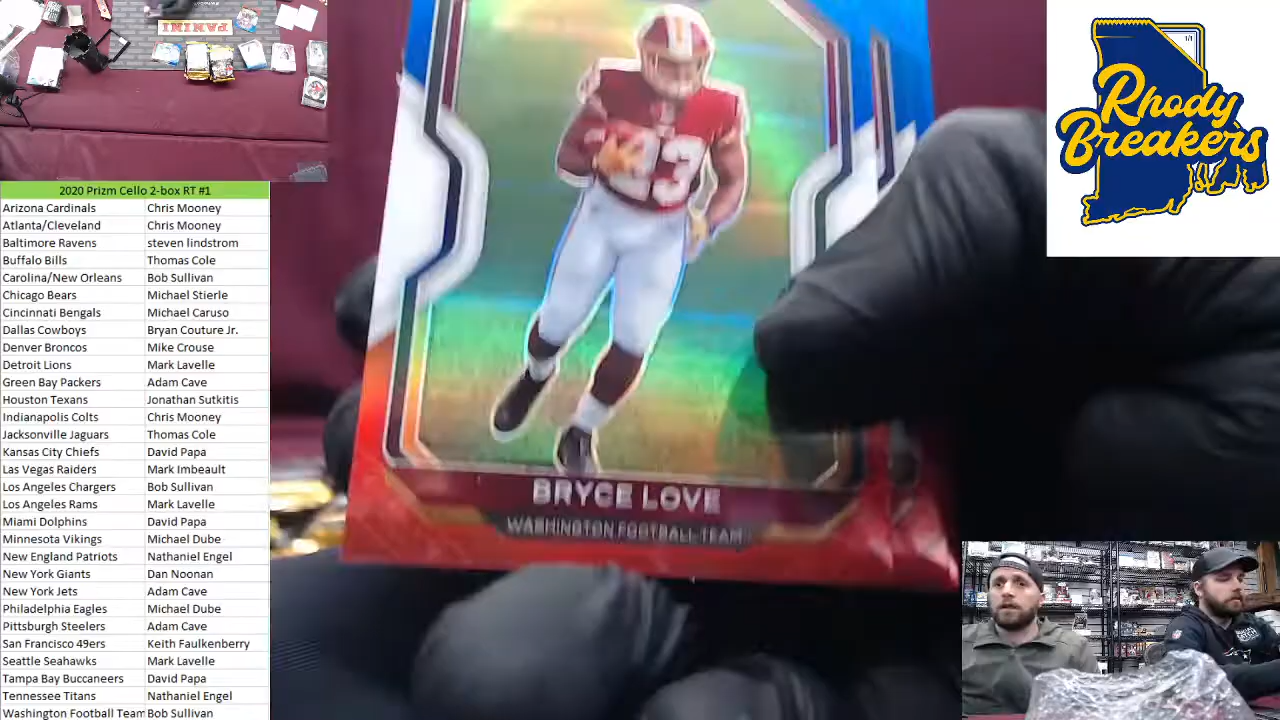 PANINI
1/1
Rhody
Breakers
23
BRYCE LOVE
WASHINGTON FOOTBALL TEAM
2020 Prizm Cello 2-box RT #1
Arizona Cardinals Chris Mooney
Atlanta/Cleveland Chris Mooney
Baltimore Ravens steven lindstrom
Buffalo Bills Thomas Cole
Carolina/New Orleans Bob Sullivan
Chicago Bears Michael Stierle
Cincinnati Bengals Michael Caruso
Dallas Cowboys Bryan Couture Jr.
Denver Broncos Mike Crouse
Detroit Lions Mark Lavelle
Green Bay Packers Adam Cave
Houston Texans Jonathan Sutkitis
Indianapolis Colts Chris Mooney
Jacksonville Jaguars Thomas Cole
Kansas City Chiefs David Papa
Las Vegas Raiders Mark Imbeault
Los Angeles Chargers Bob Sullivan
Los Angeles Rams Mark Lavelle
Miami Dolphins David Papa
Minnesota Vikings Michael Dube
New England Patriots Nathaniel Engel
New York Giants Dan Noonan
New York Jets Adam Cave
Philadelphia Eagles Michael Dube
Pittsburgh Steelers Adam Cave
San Francisco 49ers Keith Faulkenberry
Seattle Seahawks Mark Lavelle
Tampa Bay Buccaneers David Papa
Tennessee Titans Nathaniel Engel
Washington Football Team Bob Sullivan